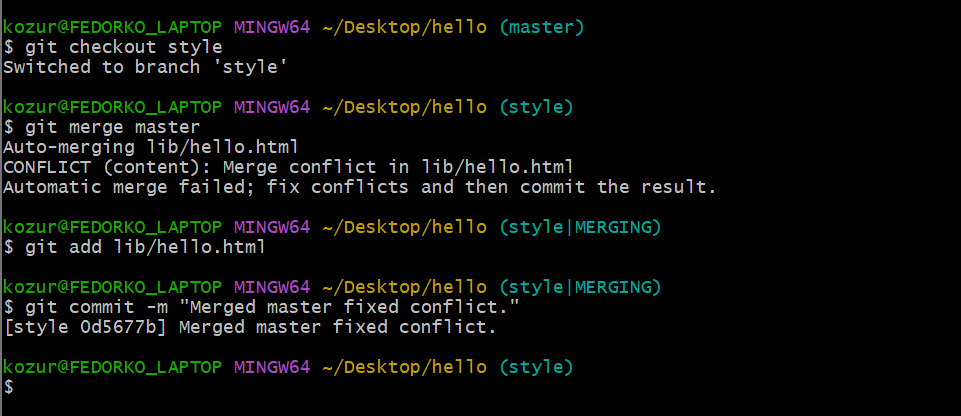 kozur@FEDORKO_LAPTOP MINGW64 ~/Desktop/hello (master)
$ git checkout style
Switched to branch 'style'
kozur@FEDORKO_LAPTOP MINGW64 ~/Desktop/hello (style)
$ git merge master
Auto-merging lib/hello.html
CONFLICT (content): Merge conflict in lib/hello.html
Automatic merge failed; fix conflicts and then commit the result.
kozur@FEDORKO_LAPTOP MINGW64 ~/Desktop/hello (style|MERGING)
$ git add lib/hello.html
kozur@FEDORKO_LAPTOP MINGW64 ~/Desktop/hello (style|MERGING)
$ git commit -m "Merged master fixed conflict."
[style 0d5677b] Merged master fixed conflict.
kozur@FEDORKO_LAPTOP MINGW64 ~/Desktop/hello (style)
$